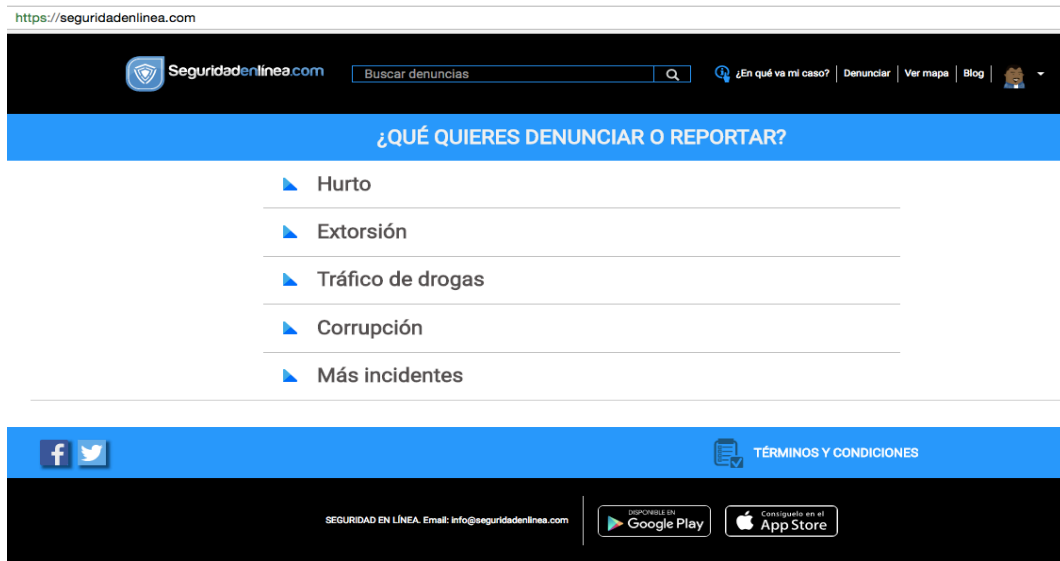 https://seguridadenlinea.com
Seguridadenlínea.com
Buscar denuncias
¿En qué va mi caso? | Denunciar | Ver mapa | Blog |
¿QUÉ QUIERES DENUNCIAR O REPORTAR?
Hurto
Extorsión
Tráfico de drogas
Corrupción
Más incidentes
TÉRMINOS Y CONDICIONES
SEGURIDAD EN LÍNEA. Email: info@seguridadenlinea.com
DISPONIBLE EN
Google Play
Consíguelo en el
App Store